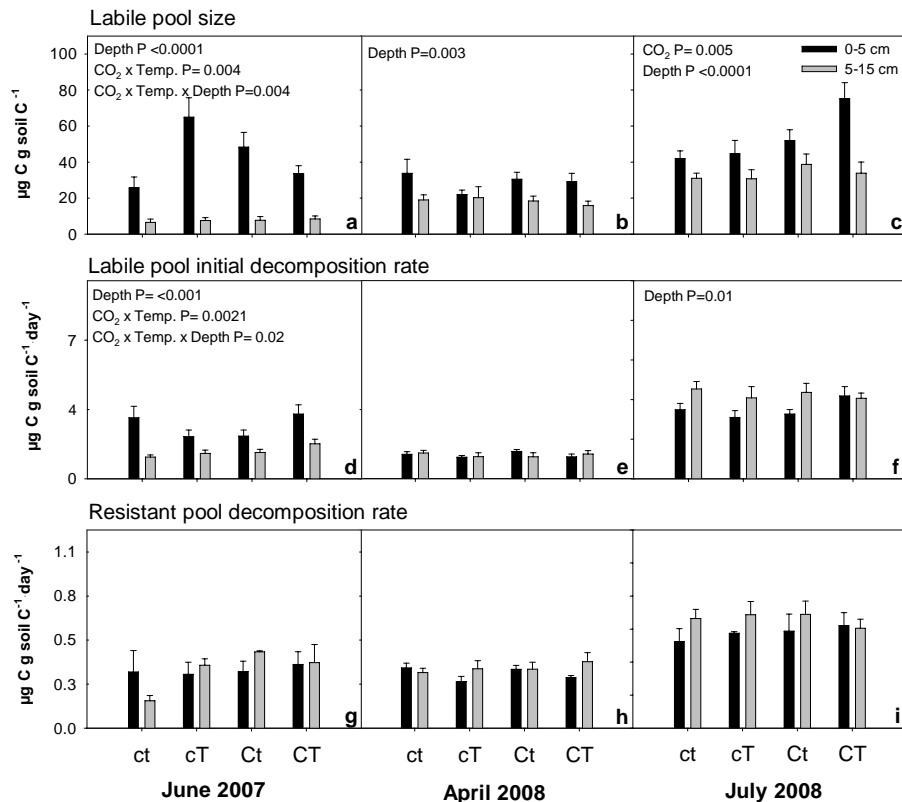 Labile pool size
µg C g soil C⁻¹
100
80
60
40
20
0
Depth P <0.0001
CO₂ x Temp. P= 0.004
CO₂ x Temp. x Depth P=0.004
a
Depth P=0.003
b
CO₂ P= 0.005
Depth P <0.0001
0-5 cm
5-15 cm
c
Labile pool initial decomposition rate
µg C g soil C⁻¹ day⁻¹
7
4
0
Depth P= <0.001
CO₂ x Temp. P= 0.0021
CO₂ x Temp. x Depth P= 0.02
d
e
Depth P=0.01
f
Resistant pool decomposition rate
µg C g soil C⁻¹ day⁻¹
1.1
0.8
0.5
0.3
0.0
g
h
i
ct cT Ct CT ct cT Ct CT ct cT Ct CT
June 2007 April 2008 July 2008